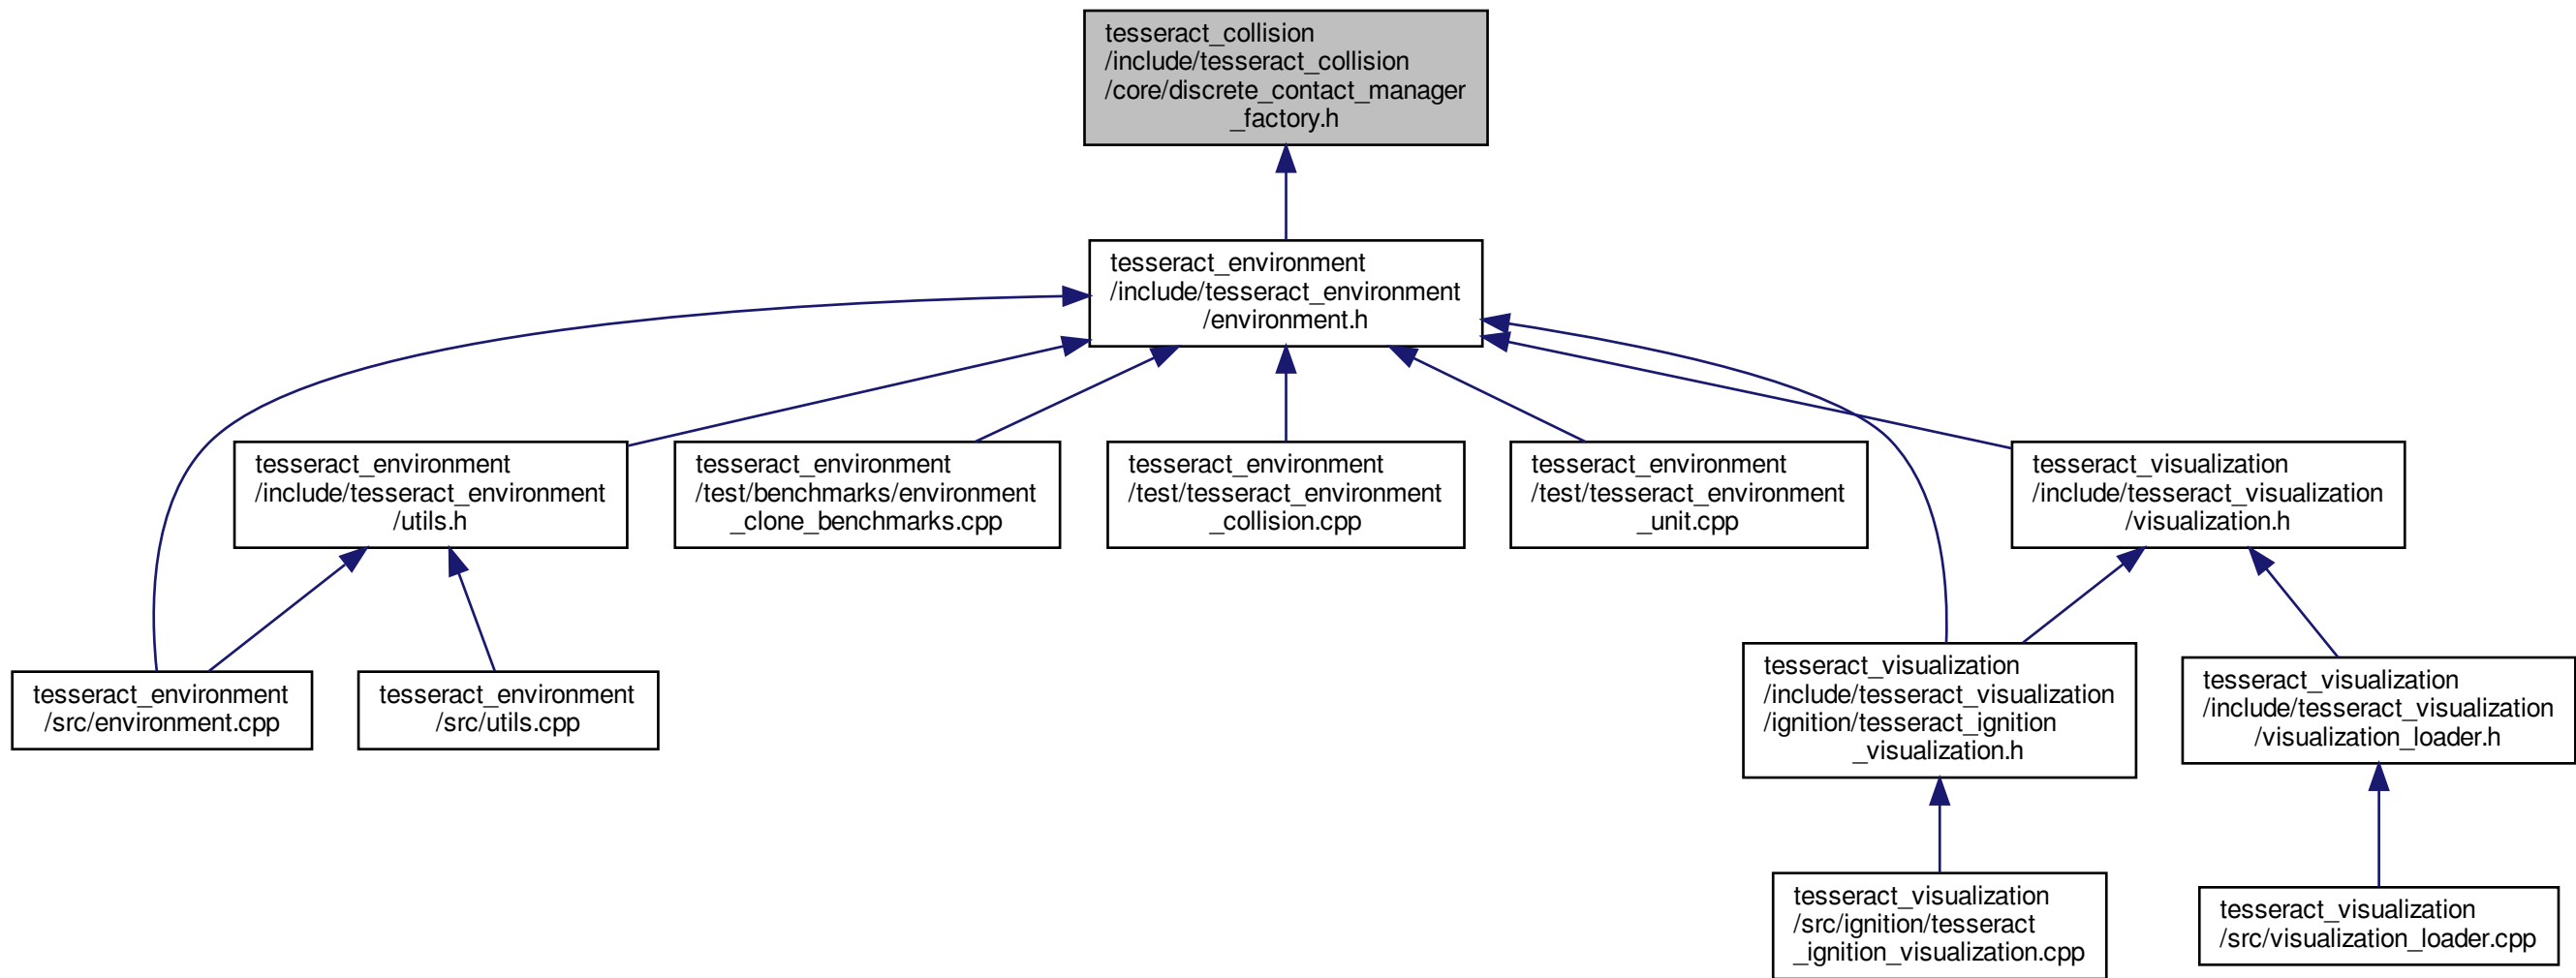 tesseract_collision
/include/tesseract_collision
/core/discrete_contact_manager
_factory.h
tesseract_environment
/include/tesseract_environment
/environment.h
tesseract_environment
/include/tesseract_environment
/utils.h
tesseract_environment
/test/benchmarks/environment
_clone_benchmarks.cpp
tesseract_environment
/test/tesseract_environment
_collision.cpp
tesseract_environment
/test/tesseract_environment
_unit.cpp
tesseract_visualization
/include/tesseract_visualization
/visualization.h
tesseract_environment
/src/environment.cpp
tesseract_environment
/src/utils.cpp
tesseract_visualization
/include/tesseract_visualization
/ignition/tesseract_ignition
_visualization.h
tesseract_visualization
/include/tesseract_visualization
/visualization_loader.h
tesseract_visualization
/src/ignition/tesseract
_ignition_visualization.cpp
tesseract_visualization
/src/visualization_loader.cpp